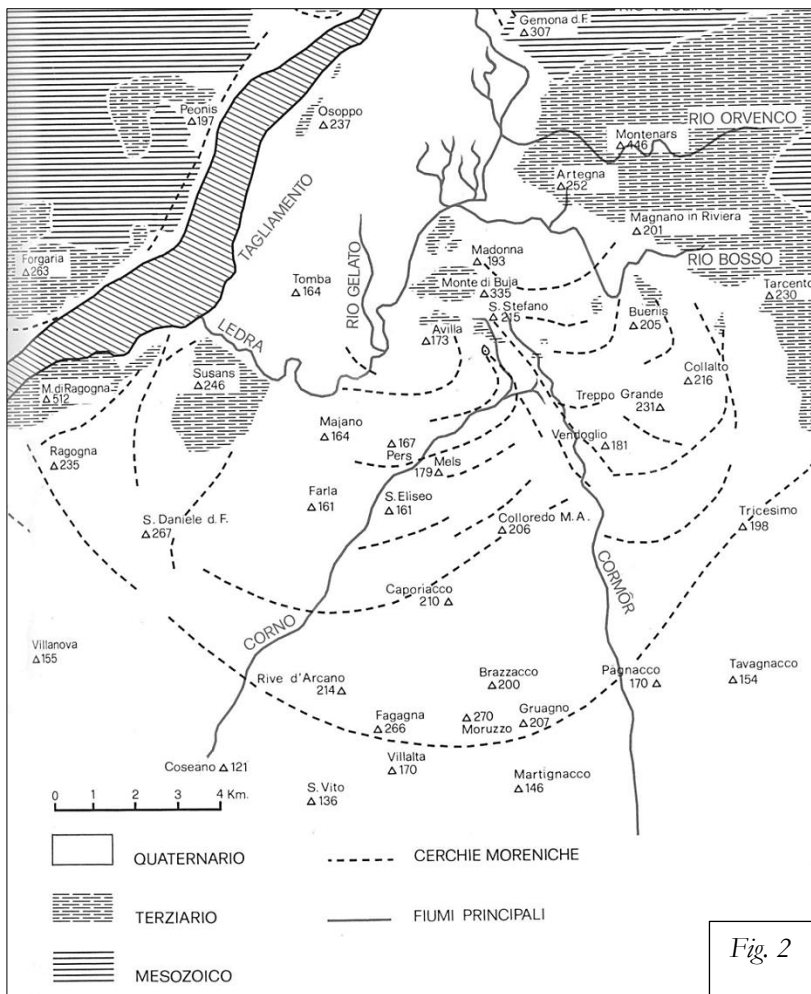 Gemona d.F.
307
Peonis
197
Osoppo
237
RIO ORVENCO
Montenars
446
Artegna
252
TAGLIAMENTO
Magnano in Riviera
201
Forgaria
263
Madonna
193
RIO BOSSO
Tomba
164
RIO GELATO
Monte di Buja
335
Tarcento
230
S. Stefano
215
Bueriis
205
LEDRA
Avilla
173
Susans
246
Collalto
216
M. di Ragogna
512
Treppo Grande
231
Majano
164
167
Pers
Vendoglio
181
Ragogna
235
Mels
179
Farla
161
S. Eliseo
161
S. Daniele d. F.
267
Colloredo M.A.
206
Tricesimo
198
Caporiacco
210
CORMÔR
CORNO
Villanova
155
Rive d'Arcano
214
Brazzacco
200
Pagnacco
170
Tavagnacco
154
Fagagna
266
270
Moruzzo
Gruagno
207
Villalta
170
Coseano 121
Martignacco
146
S. Vito
136
0 1 2 3 4 Km.
QUATERNARIO
CERCHIE MORENICHE
TERZIARIO
FIUMI PRINCIPALI
MESOZOICO
Fig. 2